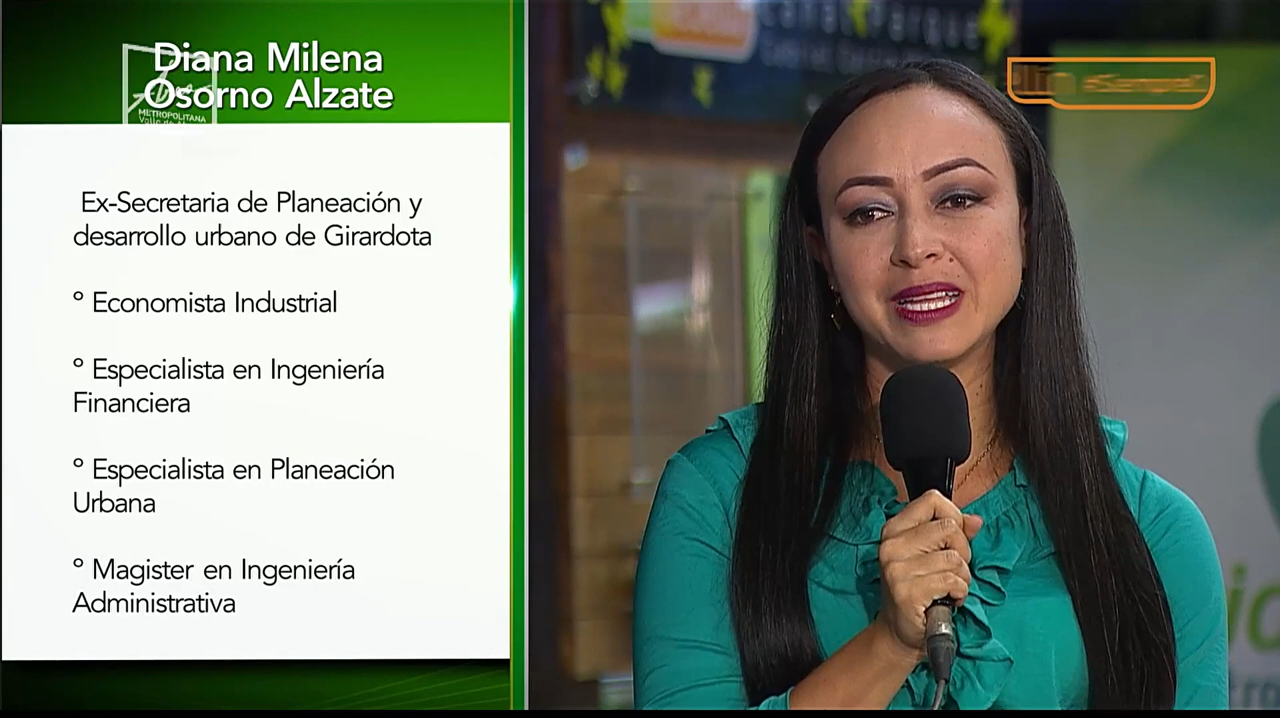 Diana Milena
Osorno Alzate
METROPOLITANA
Ex-Secretaria de Planeación y
desarrollo urbano de Girardota
º Economista Industrial
º Especialista en Ingeniería
Financiera
º Especialista en Planeación
Urbana
º Magister en Ingeniería
Administrativa